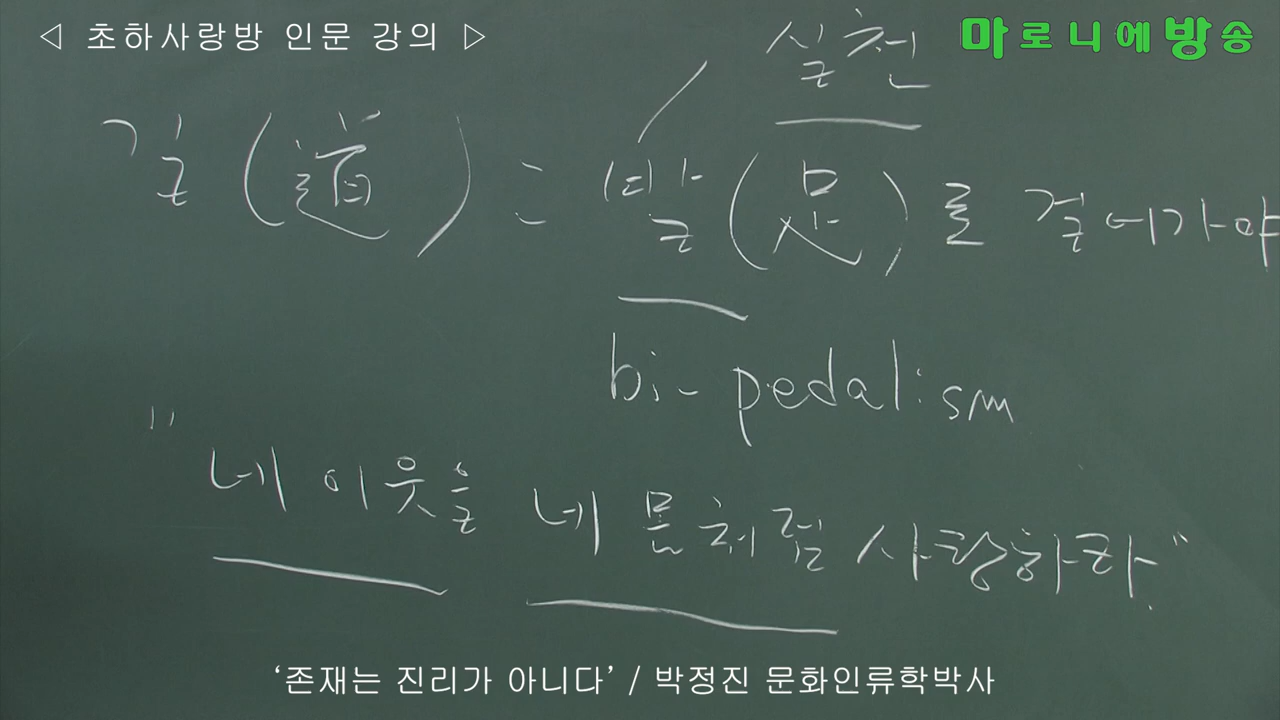 ◁ 초하사랑방 인문 강의 ▷
마로니에방송
실천
길(道)은 발(足)로 걸어가야
bi-pedalism
"네 이웃을 네 몸처럼 사랑하라."
‘존재는 진리가 아니다’ / 박정진 문화인류학박사